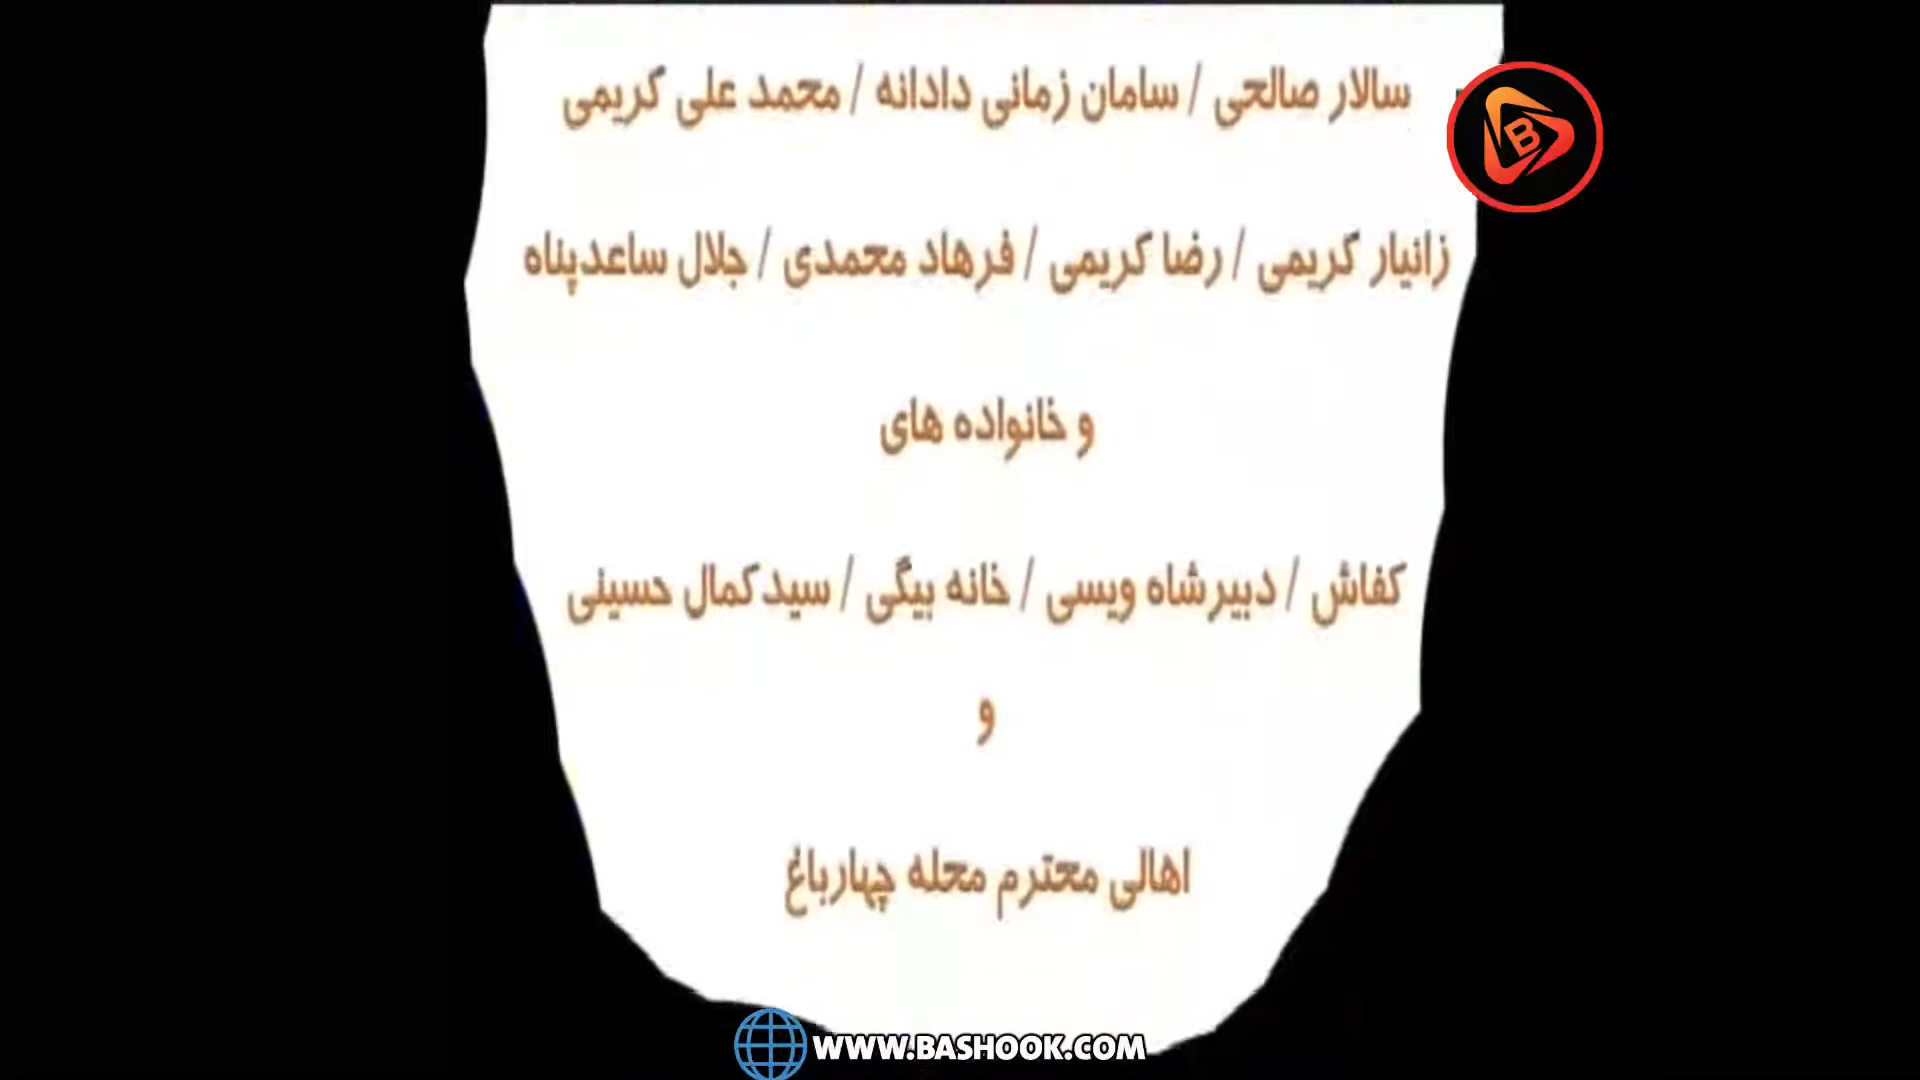 سالار صالحی / سامان زمانی دادانه / محمد علی کریمی
زانیار کریمی / رضا کریمی / فرهاد محمدی / جلال ساعدپناه
و خانواده های
کفاش / دبیرشاه ویسی / خانه بیگی / سیدکمال حسینی
و
اهالی محترم محله چهارباغ
B
WWW.BASHOOK.COM